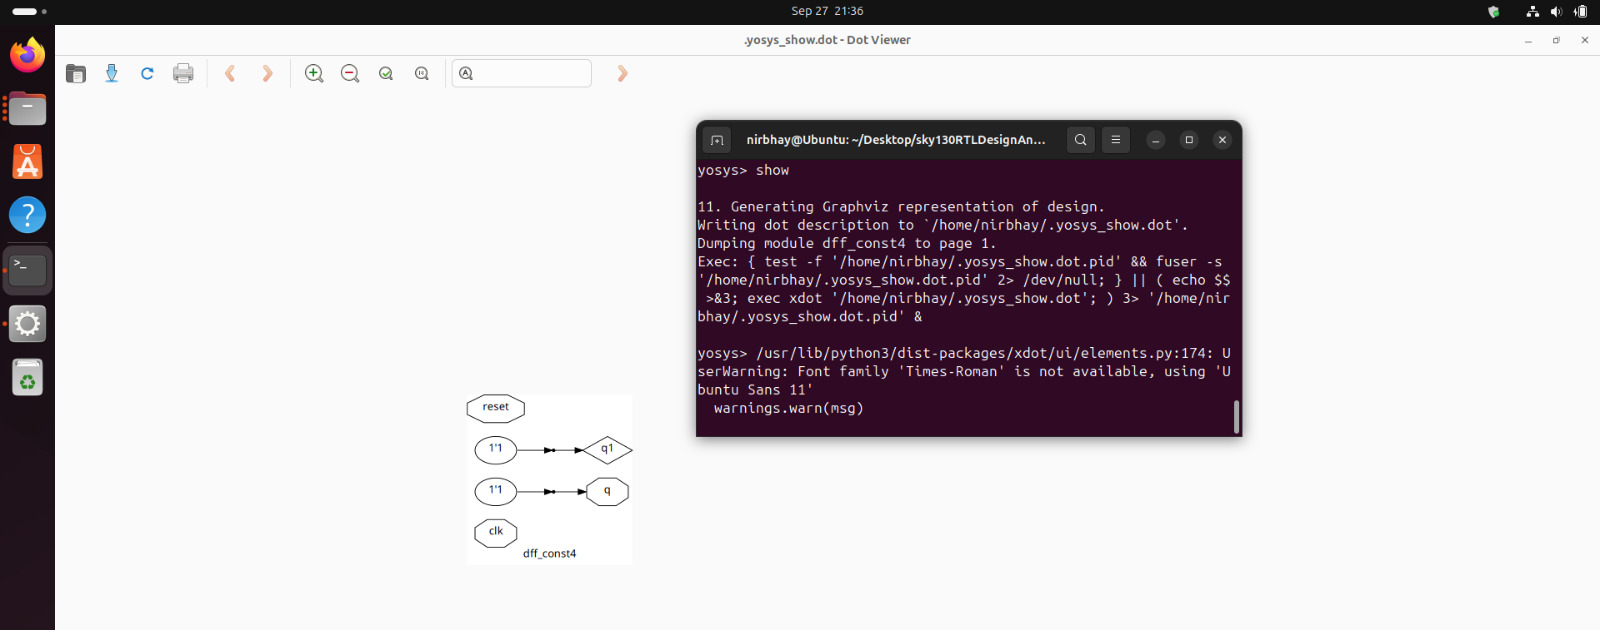 Sep 27 21:36
.yosys_show.dot - Dot Viewer
nirbhay@Ubuntu: ~/Desktop/sky130RTLDesignAn...
yosys> show
11. Generating Graphviz representation of design.
Writing dot description to `/home/nirbhay/.yosys_show.dot'.
Dumping module dff_const4 to page 1.
Exec: { test -f '/home/nirbhay/.yosys_show.dot.pid' && fuser -s
'/home/nirbhay/.yosys_show.dot.pid' 2> /dev/null; } || ( echo $$
>&3; exec xdot '/home/nirbhay/.yosys_show.dot'; ) 3> '/home/nir
bhay/.yosys_show.dot.pid' &
yosys> /usr/lib/python3/dist-packages/xdot/ui/elements.py:174: U
serWarning: Font family 'Times-Roman' is not available, using 'U
buntu Sans 11'
warnings.warn(msg)
reset
1'1
q1
1'1
q
clk
dff_const4